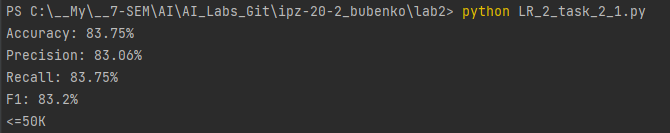 PS C:\__My\__7-SEM\AI\AI_Labs_Git\ipz-20-2_bubenko\lab2> python LR_2_task_2_1.py
Accuracy: 83.75%
Precision: 83.06%
Recall: 83.75%
F1: 83.2%
<=50K